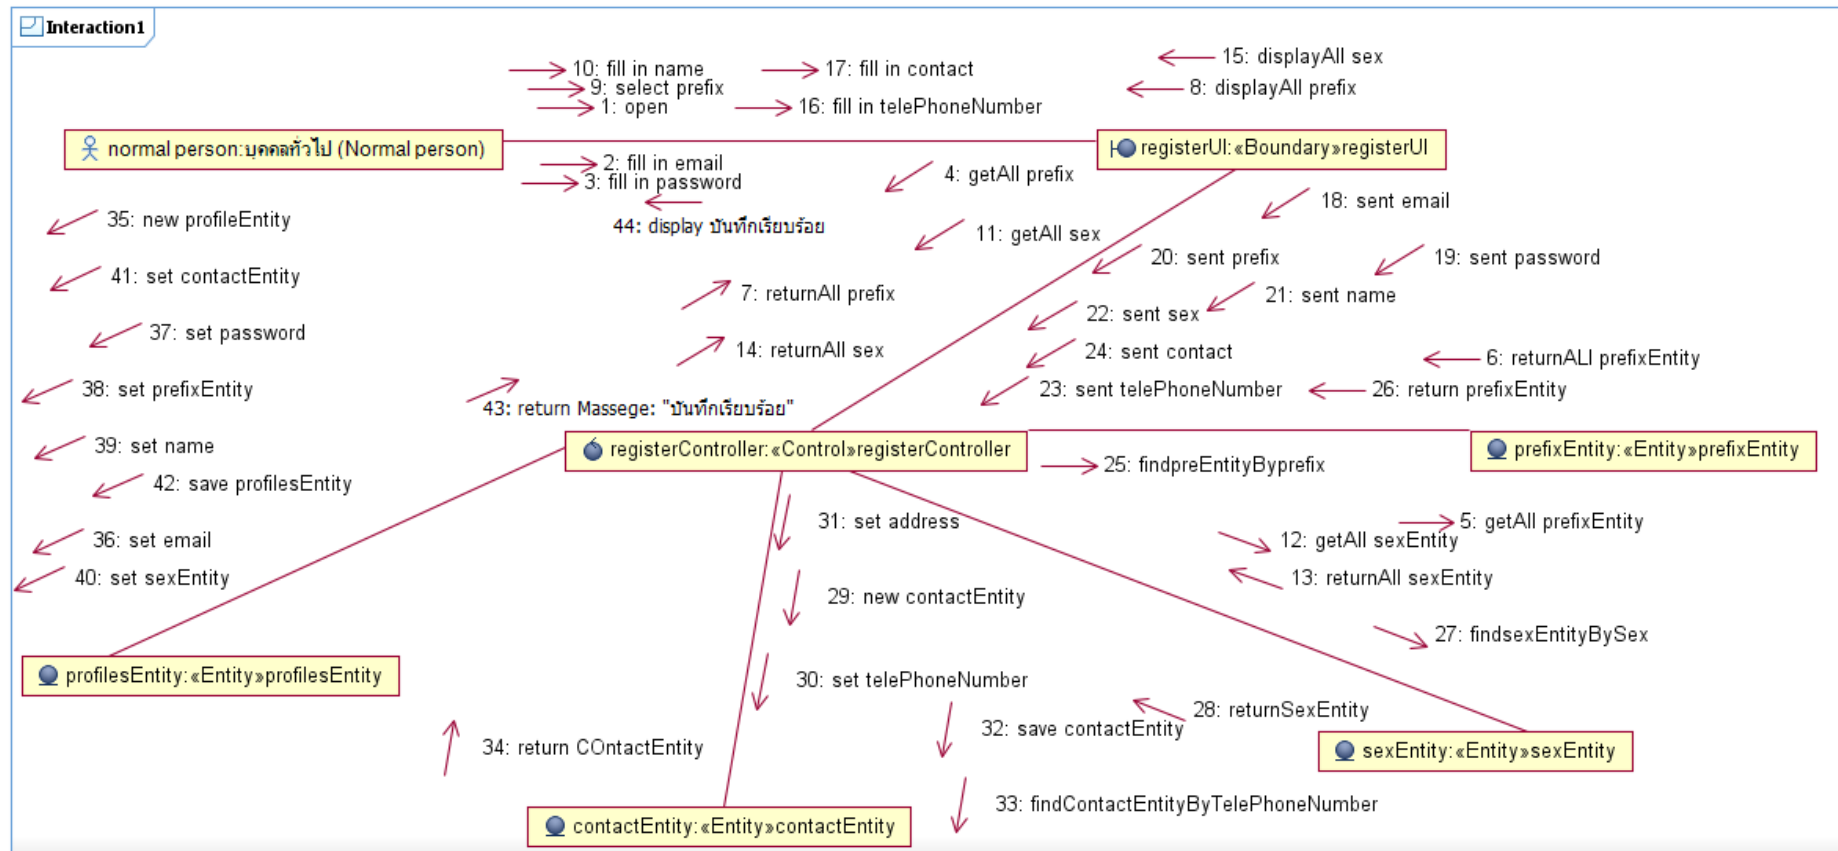 Interaction1
15: displayAll sex
10: fill in name
17: fill in contact
9: select prefix
8: displayAll prefix
1: open
16: fill in telePhoneNumber
normal person:บุคคลทั่วไป (Normal person)
registerUI:«Boundary»registerUI
2: fill in email
3: fill in password
4: getAll prefix
18: sent email
35: new profileEntity
44: display บันทึกเรียบร้อย
11: getAll sex
20: sent prefix
19: sent password
41: set contactEntity
7: returnAll prefix
21: sent name
22: sent sex
37: set password
14: returnAll sex
24: sent contact
6: returnALl prefixEntity
38: set prefixEntity
23: sent telePhoneNumber
26: return prefixEntity
43: return Massege: "บันทึกเรียบร้อย"
39: set name
registerController:«Control»registerController
prefixEntity:«Entity»prefixEntity
25: findpreEntityByprefix
42: save profilesEntity
31: set address
5: getAll prefixEntity
36: set email
12: getAll sexEntity
40: set sexEntity
13: returnAll sexEntity
29: new contactEntity
27: findsexEntityBySex
profilesEntity:«Entity»profilesEntity
30: set telePhoneNumber
28: returnSexEntity
32: save contactEntity
34: return COntactEntity
sexEntity:«Entity»sexEntity
33: findContactEntityByTelePhoneNumber
contactEntity:«Entity»contactEntity